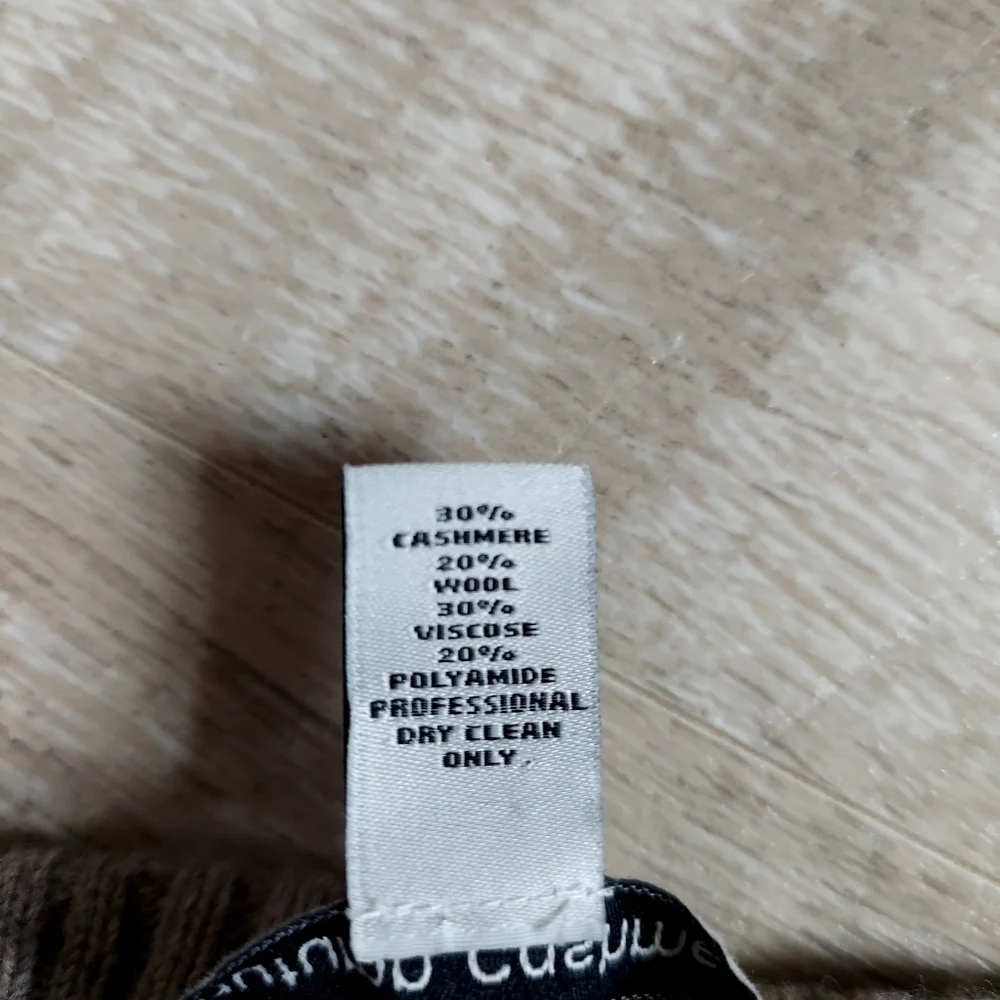 30%
CASHMERE
20%
WOOL
30%
VISCOSE
20%
POLYAMIDE
PROFESSIONAL
DRY CLEAN
ONLY.